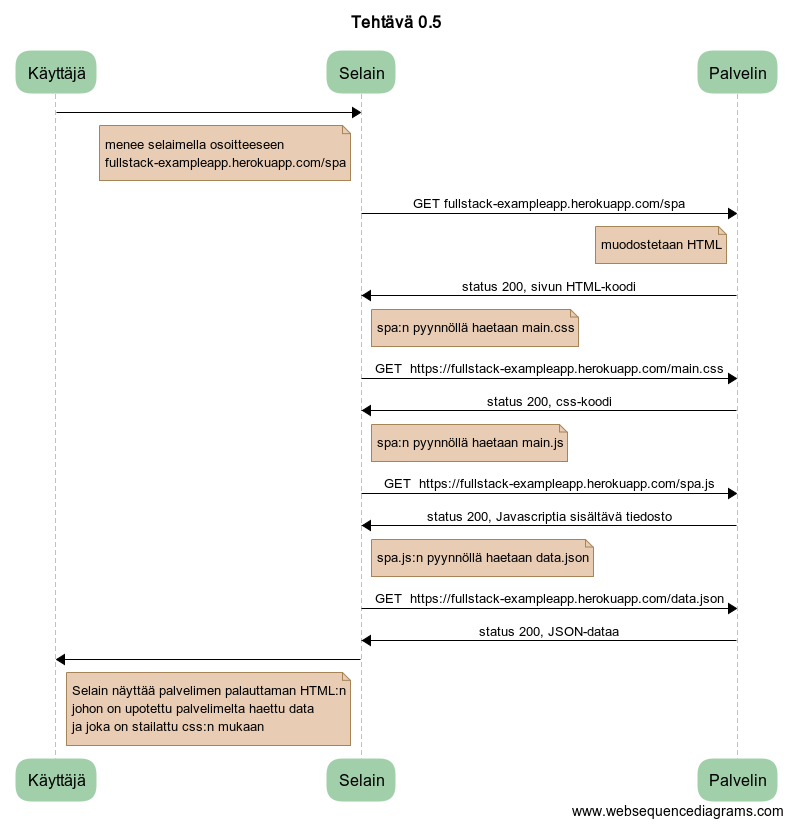 Tehtävä 0.5
Käyttäjä
Selain
Palvelin
menee selaimella osoitteeseen
fullstack-exampleapp.herokuapp.com/spa
GET fullstack-exampleapp.herokuapp.com/spa
muodostetaan HTML
status 200, sivun HTML-koodi
spa:n pyynnöllä haetaan main.css
GET  https://fullstack-exampleapp.herokuapp.com/main.css
status 200, css-koodi
spa:n pyynnöllä haetaan main.js
GET  https://fullstack-exampleapp.herokuapp.com/spa.js
status 200, Javascriptia sisältävä tiedosto
spa.js:n pyynnöllä haetaan data.json
GET  https://fullstack-exampleapp.herokuapp.com/data.json
status 200, JSON-dataa
Selain näyttää palvelimen palauttaman HTML:n
johon on upotettu palvelimelta haettu data
ja joka on stailattu css:n mukaan
Käyttäjä
Selain
Palvelin
www.websequencediagrams.com